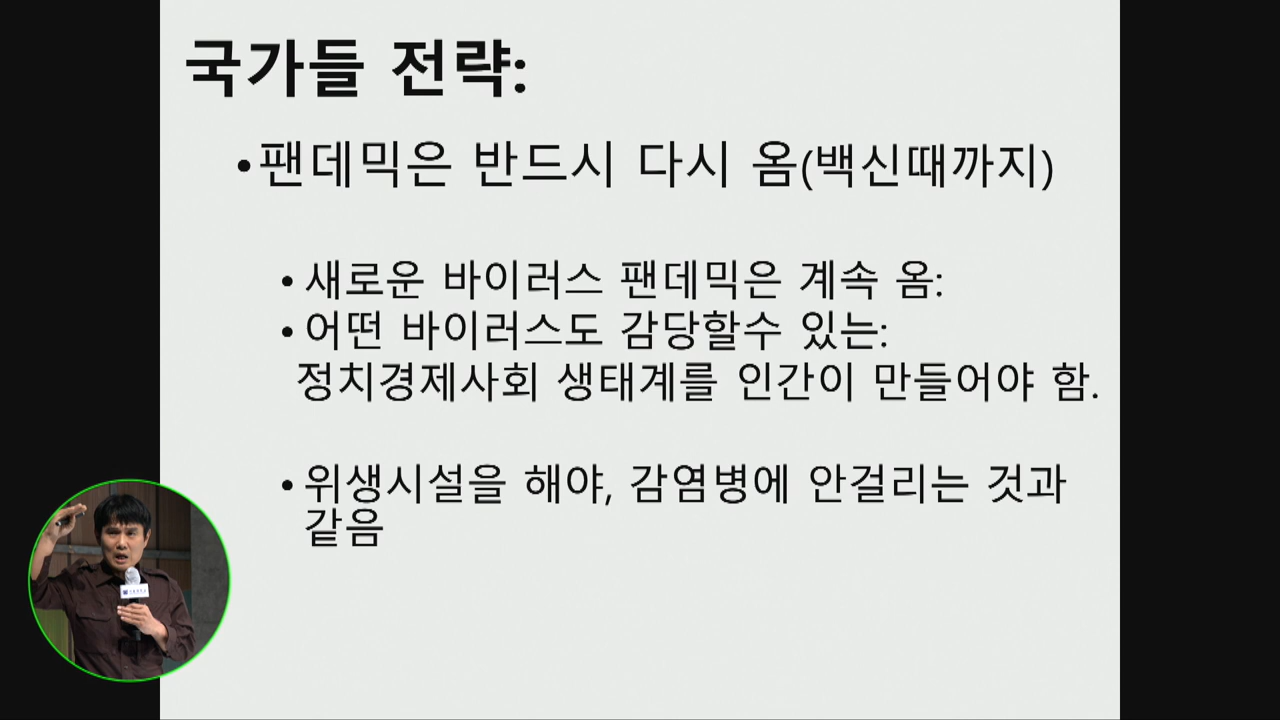 국가들 전략:
•팬데믹은 반드시 다시 옴(백신때까지)
• 새로운 바이러스 팬데믹은 계속 옴:
• 어떤 바이러스도 감당할수 있는:
정치경제사회 생태계를 인간이 만들어야 함.
• 위생시설을 해야, 감염병에 안걸리는 것과
같음